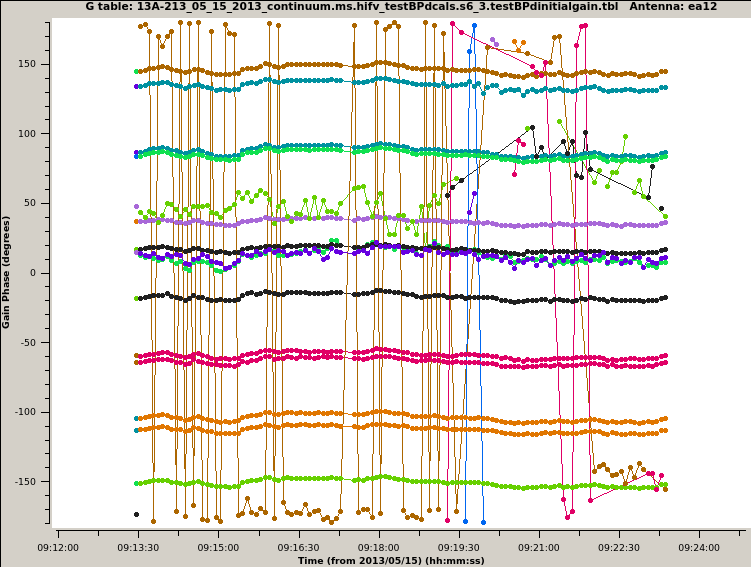 G table: 13A-213_05_15_2013_continuum.ms.hifv_testBPdcals.s6_3.testBPdinitialgain.tbl Antenna: ea12
Gain Phase (degrees)
150
100
50
0
-50
-100
-150
09:12:00 09:13:30 09:15:00 09:16:30 09:18:00 09:19:30 09:21:00 09:22:30 09:24:00
Time (from 2013/05/15) (hh:mm:ss)